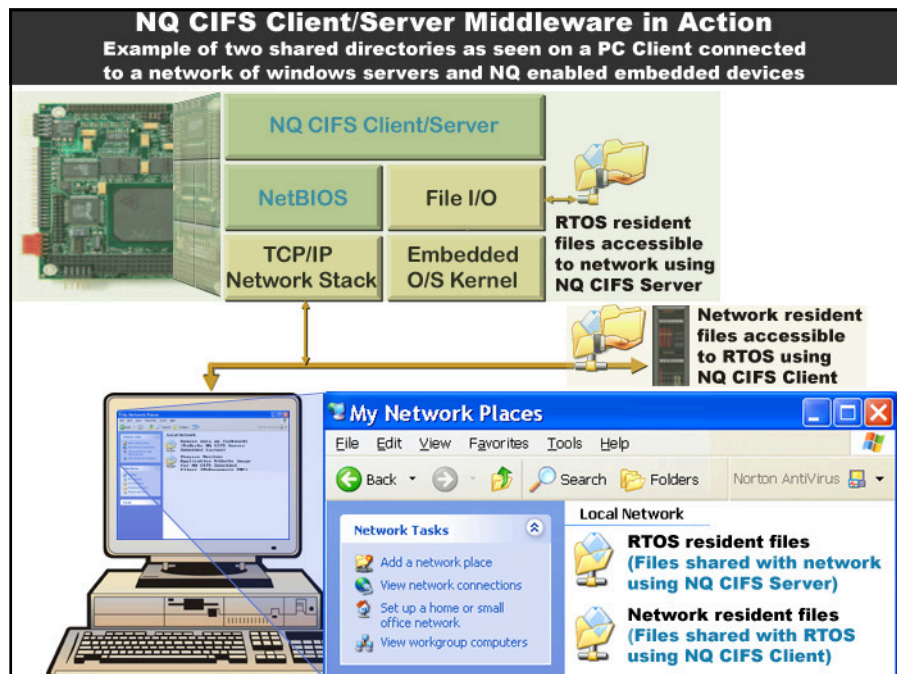 NQ CIFS Client/Server Middleware in Action
Example of two shared directories as seen on a PC Client connected
to a network of windows servers and NQ enabled embedded devices
NQ CIFS Client/Server
NetBIOS
File I/O
TCP/IP
Network Stack
Embedded
O/S Kernel
RTOS resident
files accessible
to network using
NQ CIFS Server
Network resident
files accessible
to RTOS using
NQ CIFS Client
My Network Places
File Edit View Favorites Tools Help
Back Search Folders Norton AntiVirus
Network Tasks
Add a network place
View network connections
Set up a home or small
office network
View workgroup computers
Local Network
RTOS resident files
(Files shared with network
using NQ CIFS Server)
Network resident files
(Files shared with RTOS
using NQ CIFS Client)